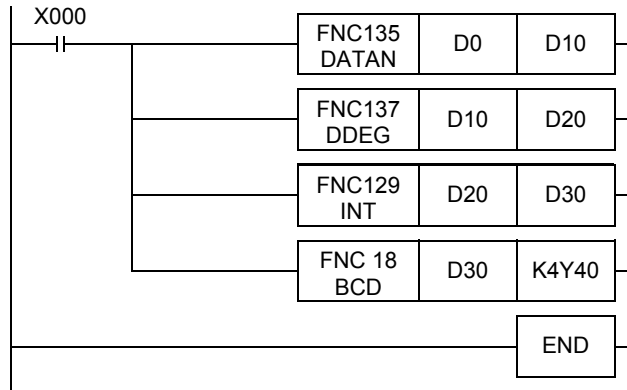 X000
FNC135 DATAN D0 D10
FNC137 DDEG D10 D20
FNC129 INT D20 D30
FNC 18 BCD D30 K4Y40
END